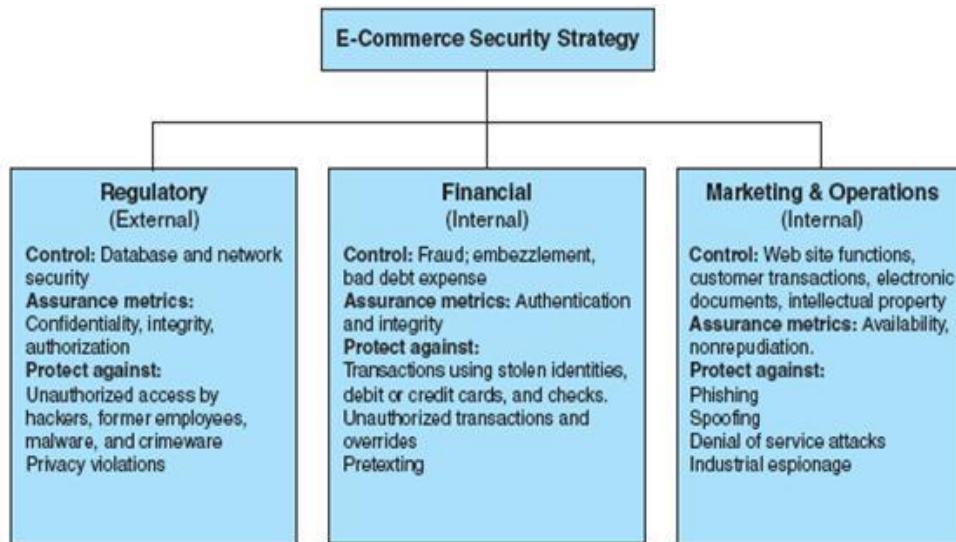 E-Commerce Security Strategy
Regulatory
(External)
Control: Database and network
security
Assurance metrics:
Confidentiality, integrity,
authorization
Protect against:
Unauthorized access by
hackers, former employees,
malware, and crimeware
Privacy violations
Financial
(Internal)
Control: Fraud; embezzlement,
bad debt expense
Assurance metrics: Authentication
and integrity
Protect against:
Transactions using stolen identities,
debit or credit cards, and checks.
Unauthorized transactions and
overrides
Pretexting
Marketing & Operations
(Internal)
Control: Web site functions,
customer transactions, electronic
documents, intellectual property
Assurance metrics: Availability,
nonrepudiation.
Protect against:
Phishing
Spoofing
Denial of service attacks
Industrial espionage